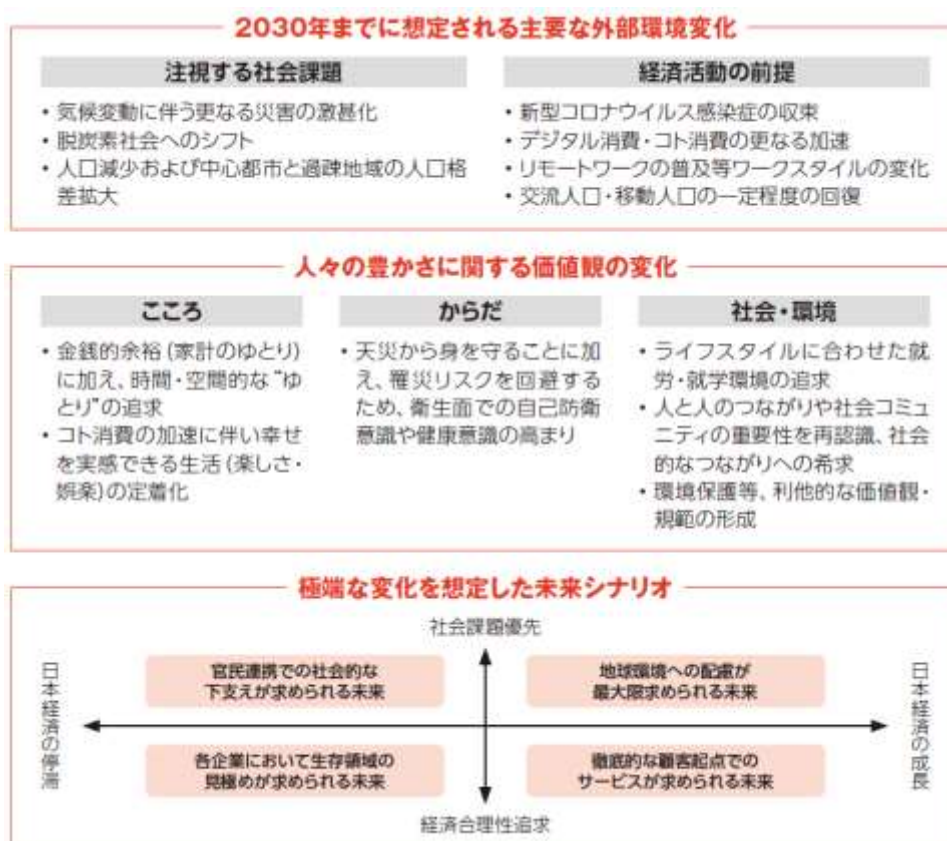 2030年までに想定される主要な外部環境変化
注視する社会課題
・気候変動に伴う更なる災害の激甚化
・脱炭素社会へのシフト
・人口減少および中心都市と過疎地域の人口格
差拡大
経済活動の前提
・新型コロナウイルス感染症の収束
・デジタル消費・コト消費の更なる加速
・リモートワークの普及等ワークスタイルの変化
・交流人口・移動人口の一定程度の回復
人々の豊かさに関する価値観の変化
こころ
・金銭的余裕(家計のゆとり)
に加え、時間・空間的な“ゆ
とり”の追求
・コト消費の加速に伴い幸せ
を実感できる生活(楽しさ・
娯楽)の定着化
からだ
・天災から身を守ることに加
え、罹災リスクを回避する
ため、衛生面での自己防衛
意識や健康意識の高まり
社会・環境
・ライフスタイルに合わせた就
労・就学環境の追求
・人と人のつながりや社会コミュ
ニティの重要性を再認識、社会
的なつながりへの希求
・環境保護等、利他的な価値観・
規範の形成
極端な変化を想定した未来シナリオ
社会課題優先
日本経済の停滞
官民連携での社会的な
下支えが求められる未来
地球環境への配慮が
最大限求められる未来
日本経済の成長
各企業において生存領域の
見極めが求められる未来
徹底的な顧客起点での
サービスが求められる未来
経済合理性追求